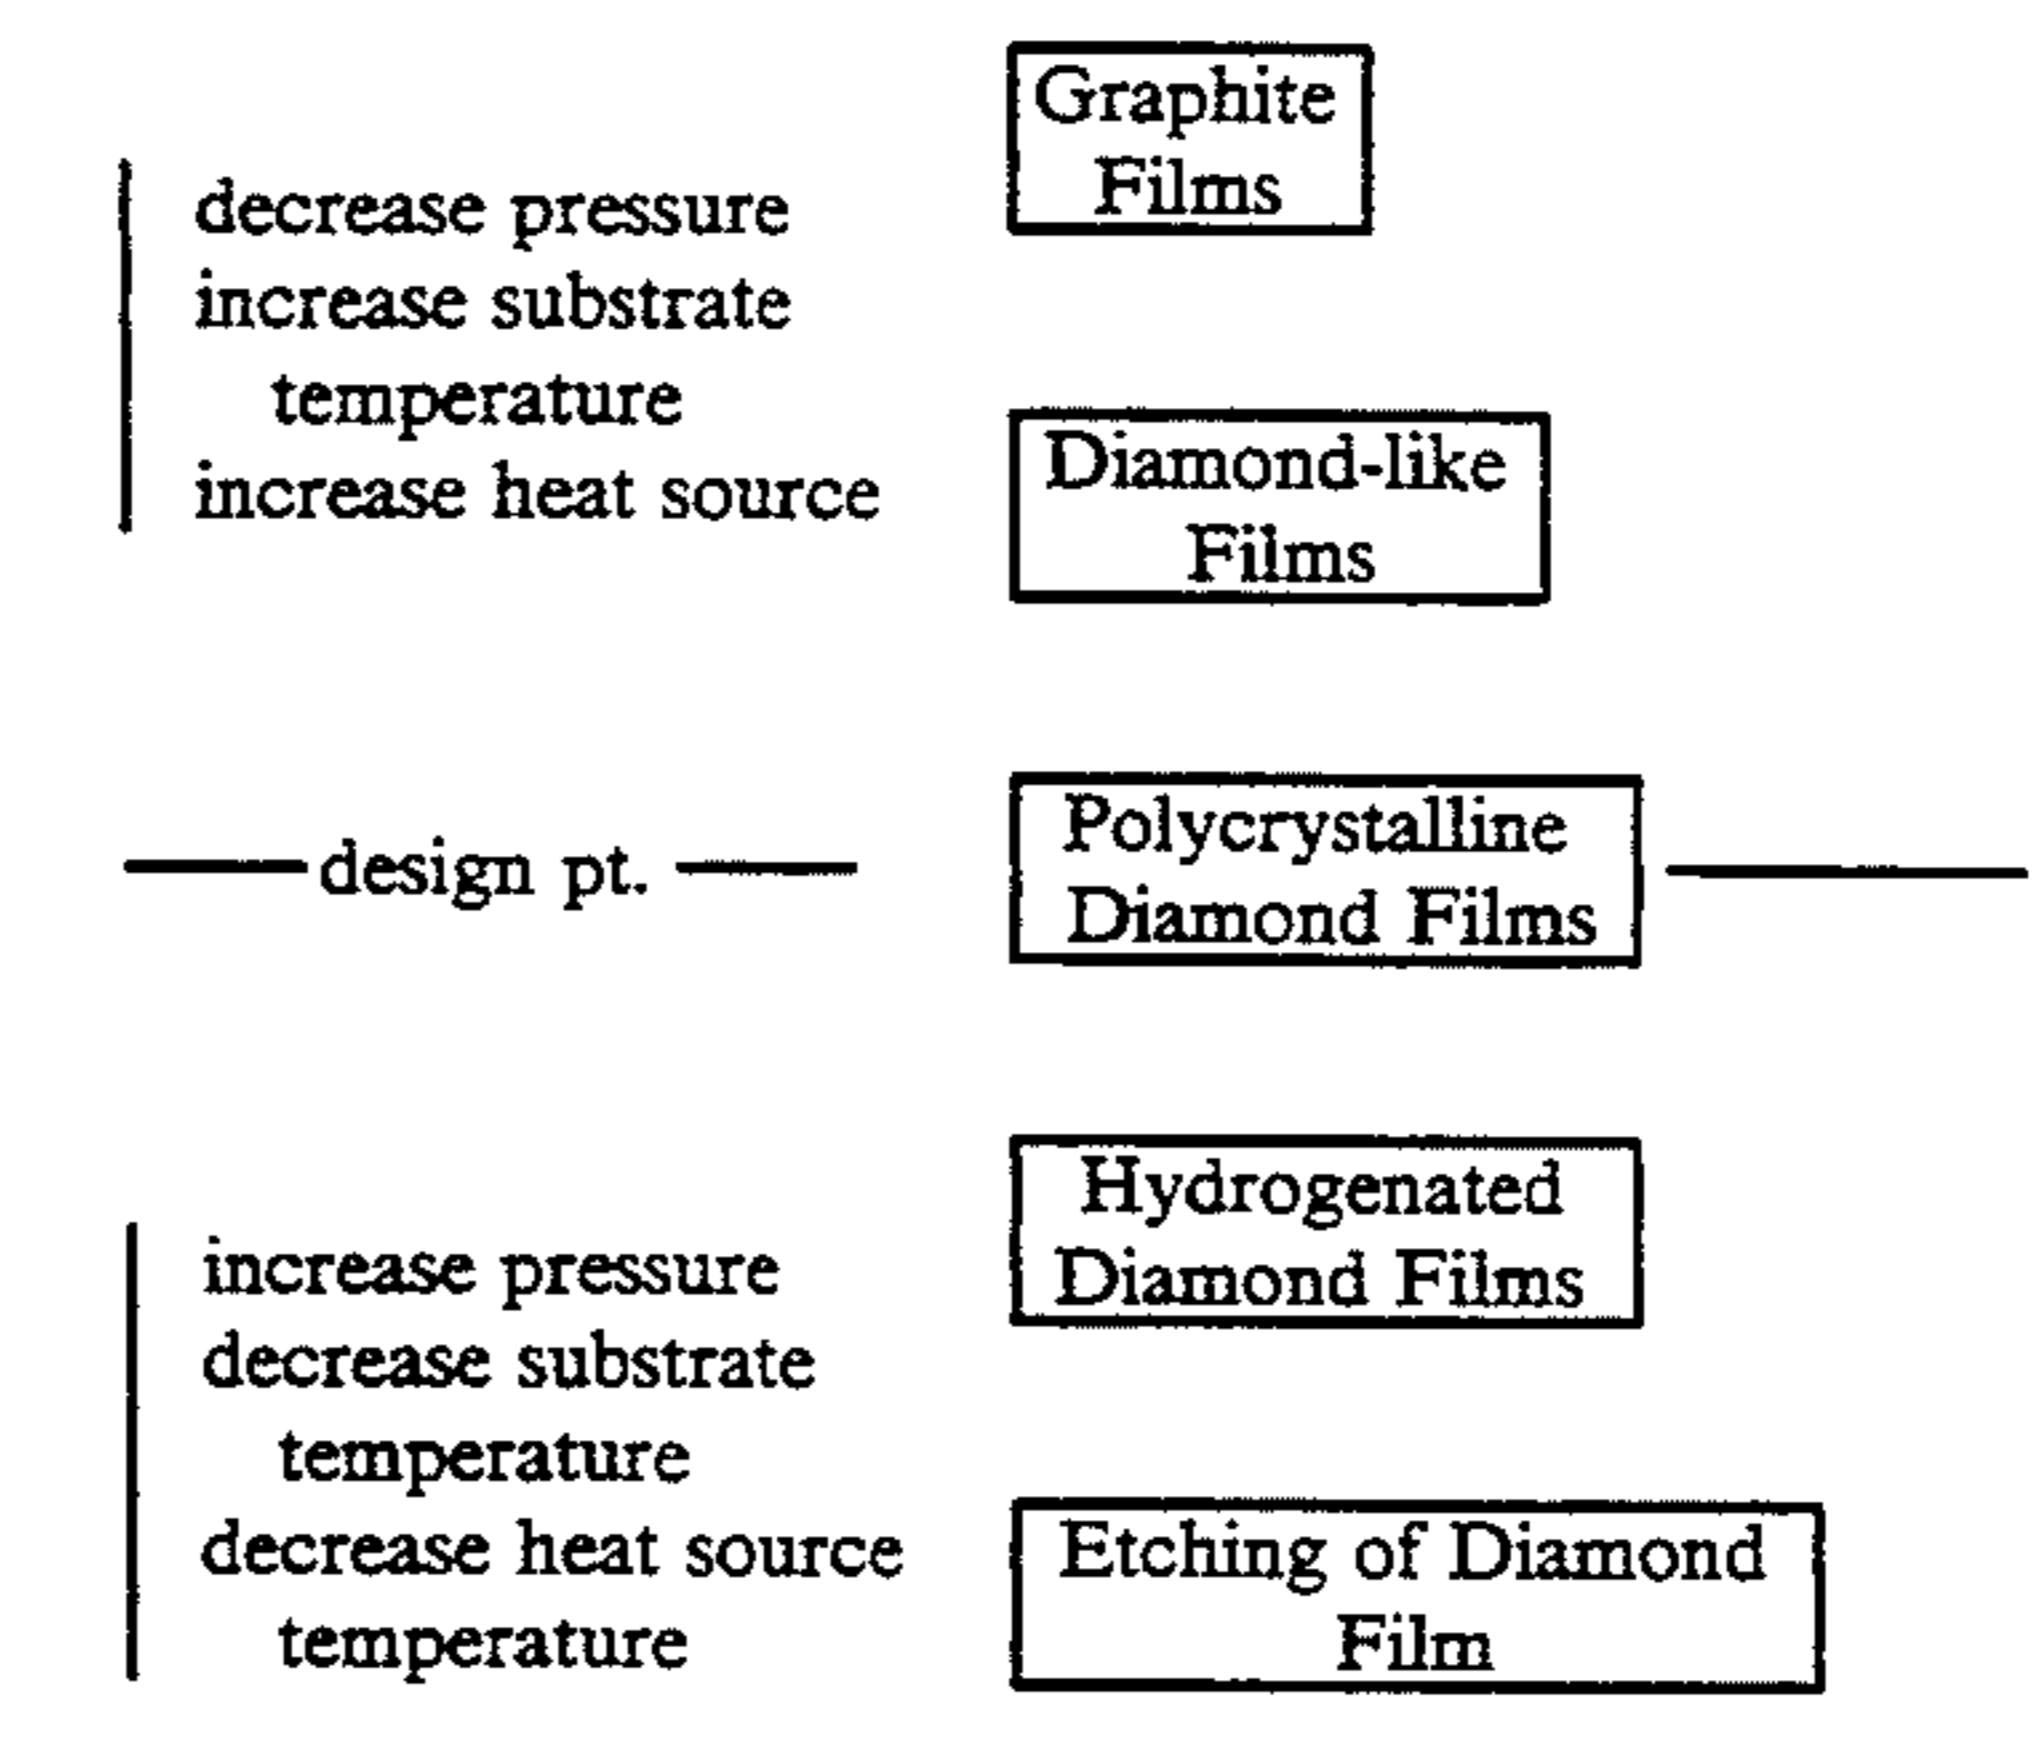 Graphite
Films
decrease pressure
increase substrate
temperature
increase heat source
Diamond-like
Films
design pt.
Polycrystalline
Diamond Films
Hydrogenated
Diamond Films
increase pressure
decrease substrate
temperature
decrease heat source
temperature
Etching of Diamond
Film